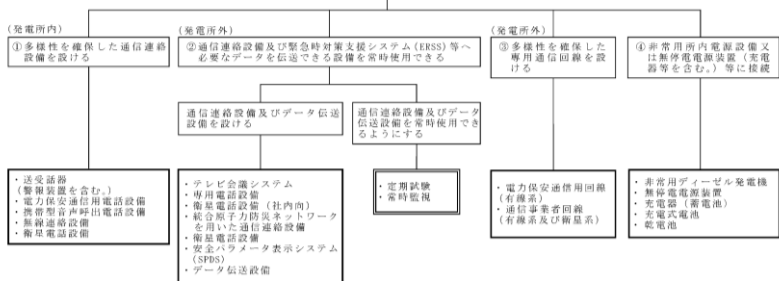 (発電所内)
①多様性を確保した通信連絡
設備を設ける
(発電所外)
②通信連絡設備及び緊急時対策支援システム(ERSS)等へ
必要なデータを伝送できる設備を常時使用できる
(発電所外)
③多様性を確保した
専用通信回線を設
ける
④非常用所内電源設備又
は無停電電源装置(充電
器等を含む。)等に接続
通信連絡設備及びデータ伝送
設備を設ける
通信連絡設備及びデータ
伝送設備を常時使用でき
るようにする
・送受話器
(警報装置を含む。)
・電力保安通信用電話設備
・携帯型音声呼出電話設備
・無線連絡設備
・衛星電話設備
・テレビ会議システム
・専用電話設備
・衛星電話設備(社内向)
・統合原子力防災ネットワーク
を用いた通信連絡設備
・衛星電話設備
・安全パラメータ表示システム
(SPDS)
・データ伝送設備
・定期試験
・常時監視
・電力保安通信用回線
(有線系)
・通信事業者回線
(有線系及び衛星系)
・非常用ディーゼル発電機
・無停電電源装置
・充電器(蓄電池)
・充電式電池
・乾電池